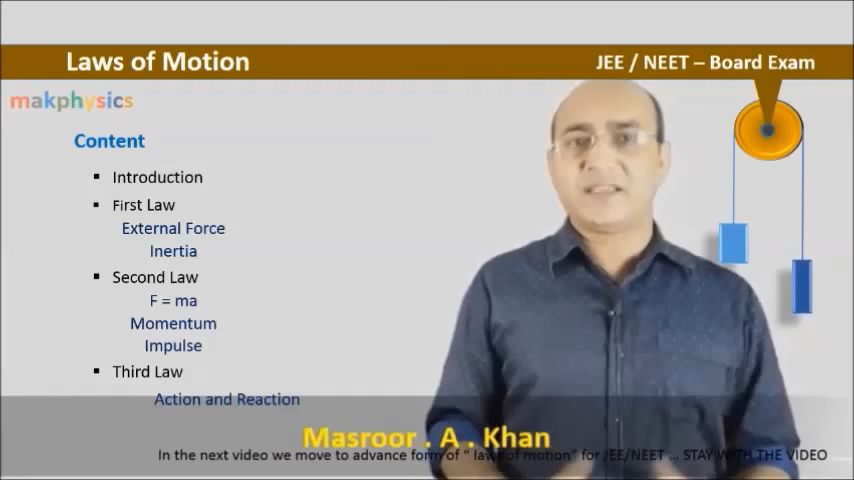 Laws of Motion
JEE / NEET – Board Exam
makphysics
Content
Introduction
First Law
External Force
Inertia
Second Law
F = ma
Momentum
Impulse
Third Law
Action and Reaction
Masroor . A . Khan
In the next video we move to advance form of “ laws of motion” for JEE/NEET ... STAY WITH THE VIDEO